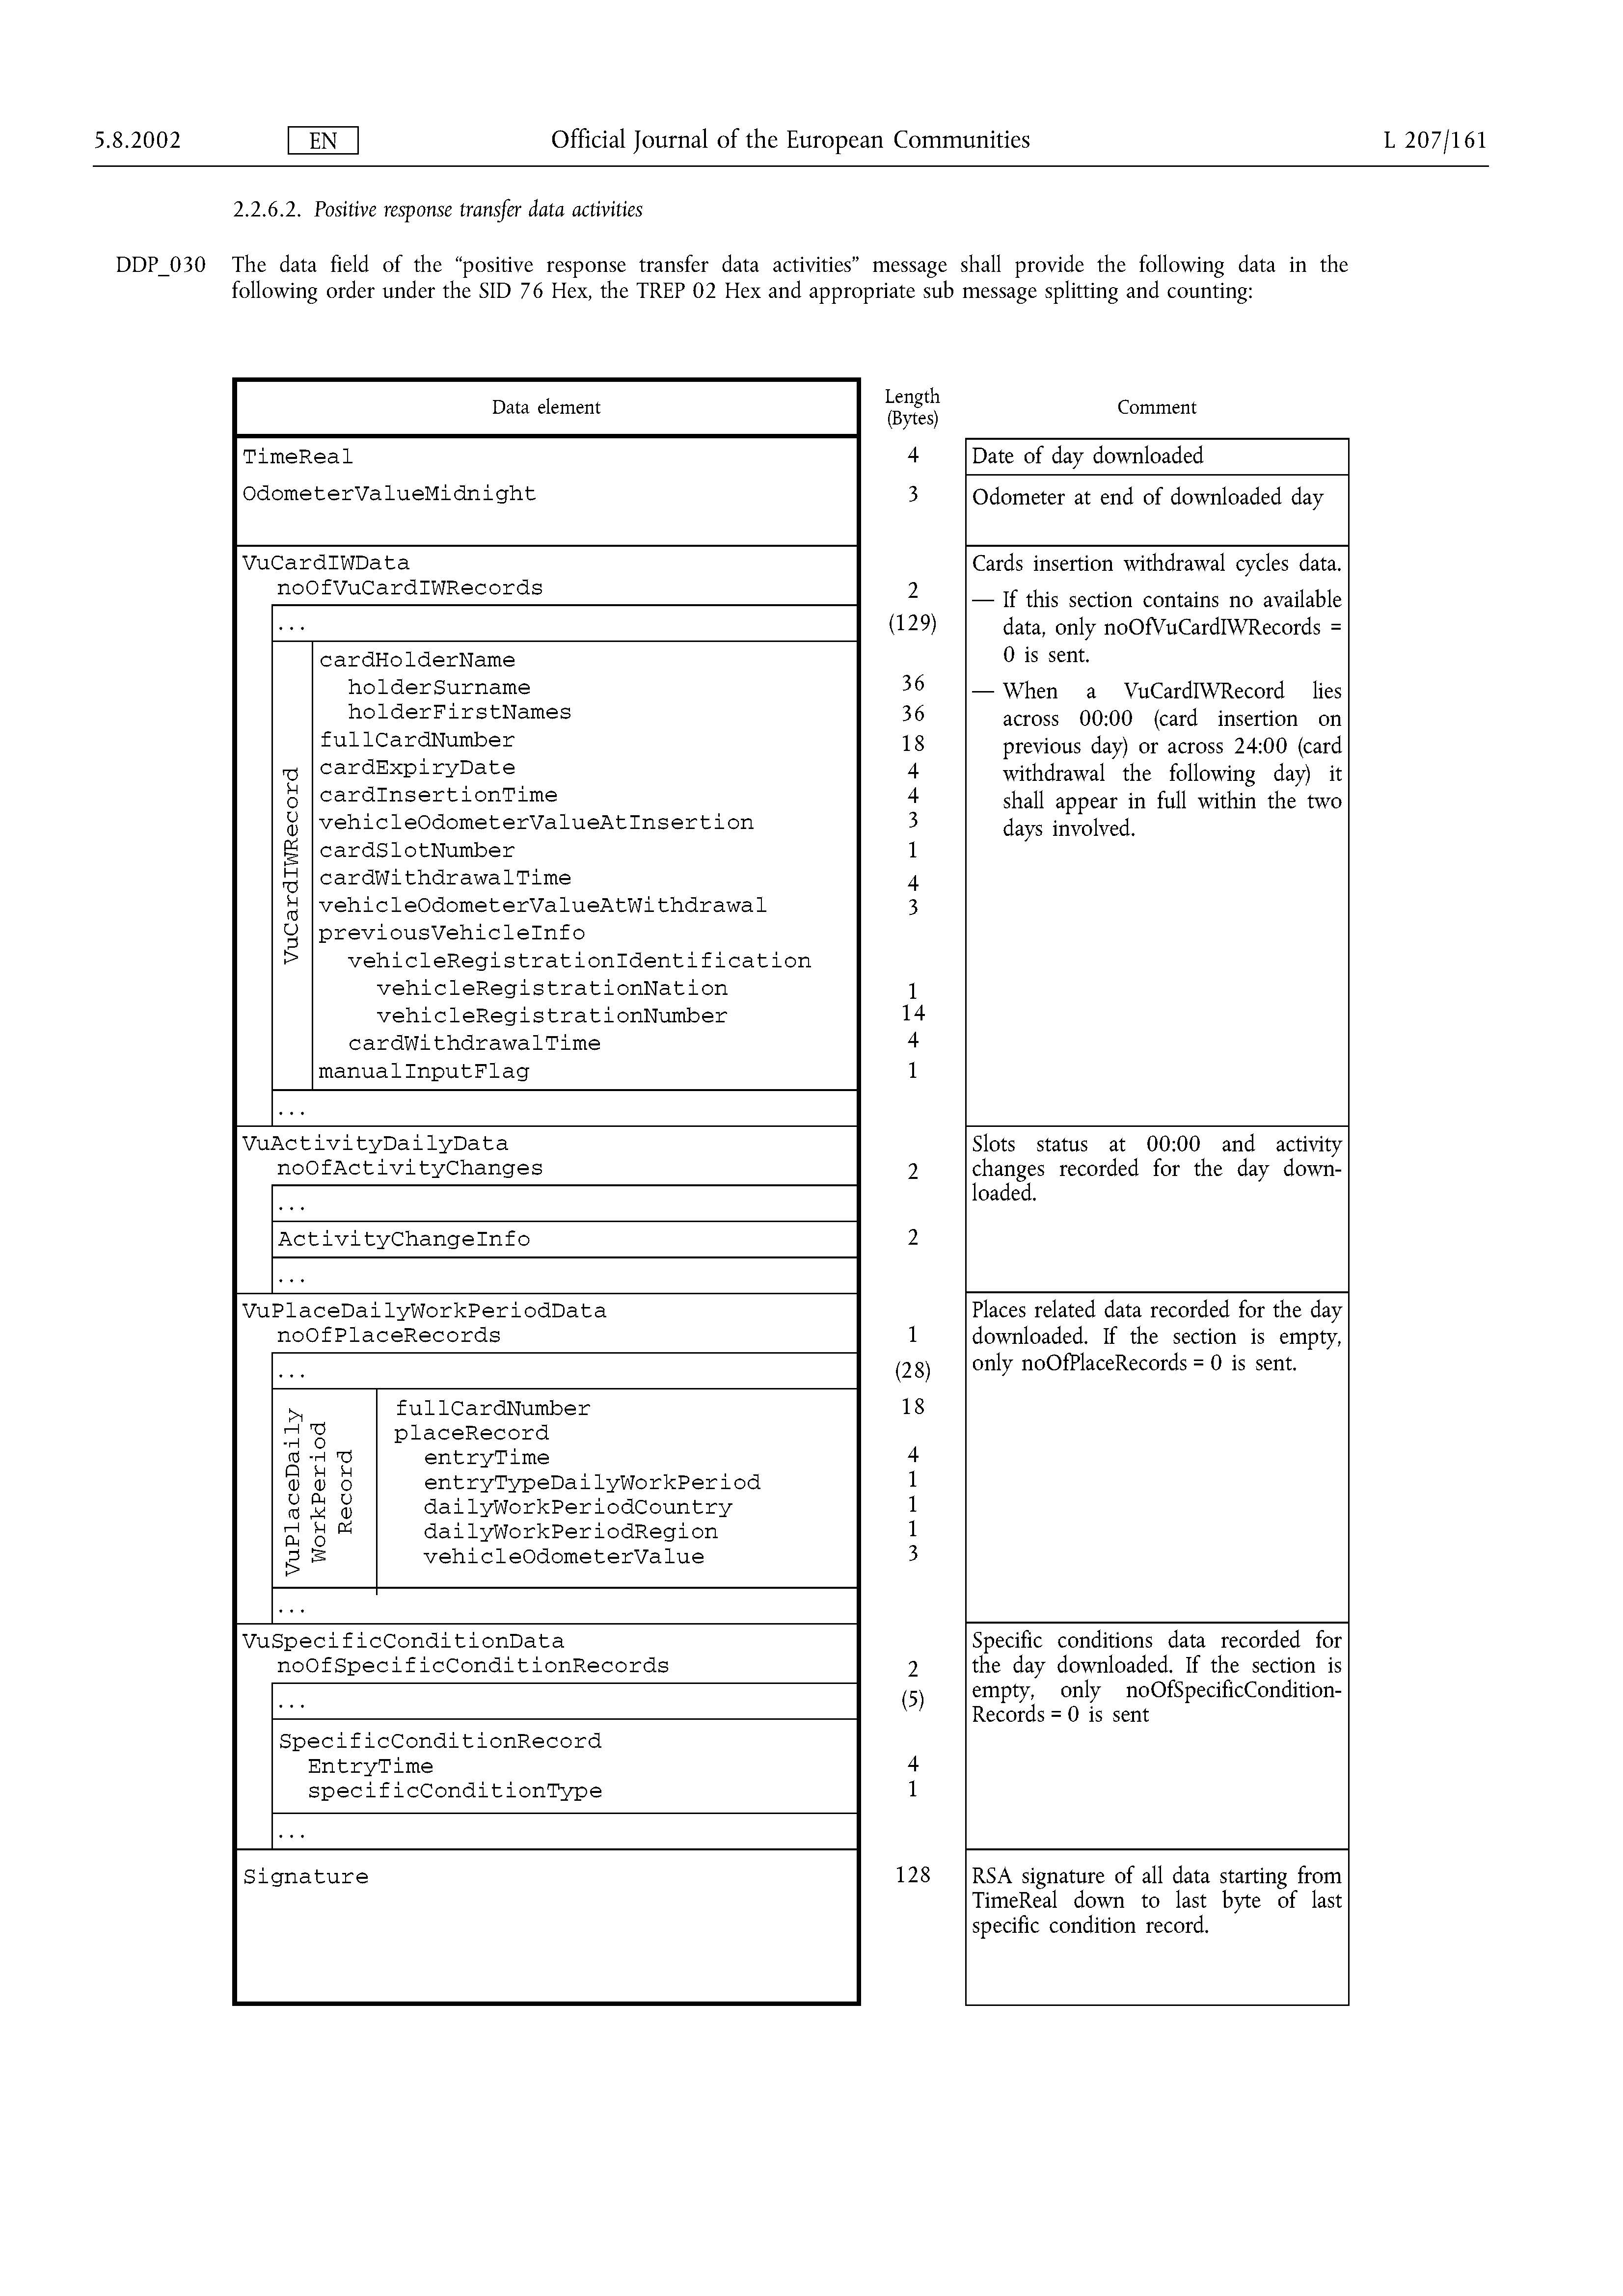 5.8.2002 EN Official Journal of the European Communities L 207/161
2.2.6.2. Positive response transfer data activities
DDP_030 The data field of the “positive response transfer data activities” message shall provide the following data in the
following order under the SID 76 Hex, the TREP 02 Hex and appropriate sub message splitting and counting:
Data element Length (Bytes) Comment
TimeReal 4 Date of day downloaded
OdometerValueMidnight 3 Odometer at end of downloaded day
VuCardIWData
noOfVuCardIWRecords 2
... (129)
VuCardIWRecord
cardHolderName
holderSurname 36
holderFirstNames 36
fullCardNumber 18
cardExpiryDate 4
cardInsertionTime 4
vehicleOdometerValueAtInsertion 3
cardSlotNumber 1
cardWithdrawalTime 4
vehicleOdometerValueAtWithdrawal 3
previousVehicleInfo
vehicleRegistrationIdentification
vehicleRegistrationNation 1
vehicleRegistrationNumber 14
cardWithdrawalTime 4
manualInputFlag 1
...
Cards insertion withdrawal cycles data.
— If this section contains no available
data, only noOfVuCardIWRecords =
0 is sent.
— When a VuCardIWRecord lies
across 00:00 (card insertion on
previous day) or across 24:00 (card
withdrawal the following day) it
shall appear in full within the two
days involved.
VuActivityDailyData
noOfActivityChanges 2
...
ActivityChangeInfo 2
...
Slots status at 00:00 and activity
changes recorded for the day down-
loaded.
VuPlaceDailyWorkPeriodData
noOfPlaceRecords 1
... (28)
VuPlaceDaily
WorkPeriod
Record
fullCardNumber 18
placeRecord
entryTime 4
entryTypeDailyWorkPeriod 1
dailyWorkPeriodCountry 1
dailyWorkPeriodRegion 1
vehicleOdometerValue 3
...
Places related data recorded for the day
downloaded. If the section is empty,
only noOfPlaceRecords = 0 is sent.
VuSpecificConditionData
noOfSpecificConditionRecords 2
... (5)
SpecificConditionRecord
EntryTime 4
specificConditionType 1
...
Specific conditions data recorded for
the day downloaded. If the section is
empty, only noOfSpecificCondition-
Records = 0 is sent
Signature 128
RSA signature of all data starting from
TimeReal down to last byte of last
specific condition record.